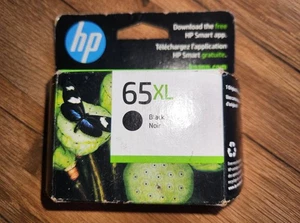 hp
Download the free
HP Smart app.
Téléchargez l'application
gratuite HP Smart.
65XL
Black
Noir